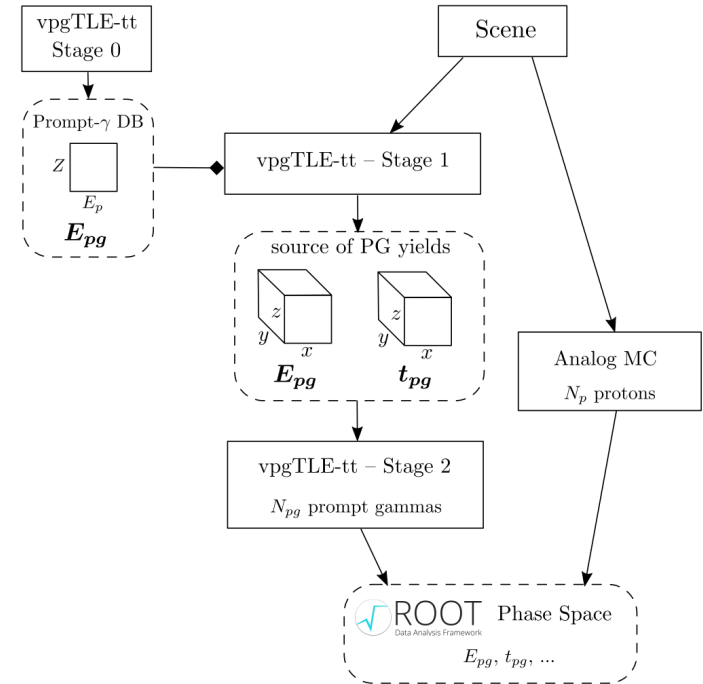 vpgTLE-tt
Stage 0
Scene
Prompt-γ DB
Z
E_p
E_pg
vpgTLE-tt – Stage 1
source of PG yields
z
y
x
E_pg
z
y
x
t_pg
Analog MC
N_p protons
vpgTLE-tt – Stage 2
N_pg prompt gammas
ROOT
Data Analysis Framework
Phase Space
E_pg, t_pg, ...